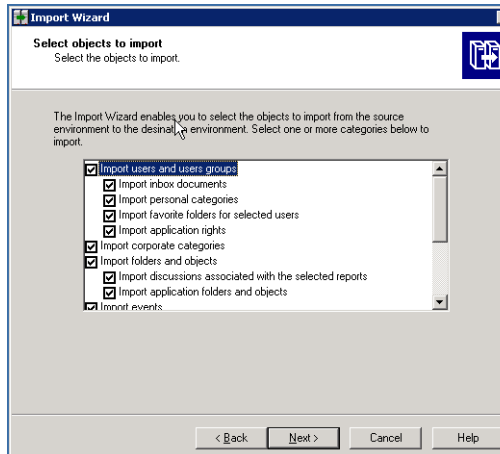 Import Wizard
Select objects to import
Select the objects to import.
The Import Wizard enables you to select the objects to import from the source
environment to the desination environment. Select one or more categories below to
import.
Import users and users groups
Import inbox documents
Import personal categories
Import favorite folders for selected users
Import application rights
Import corporate categories
Import folders and objects
Import discussions associated with the selected reports
Import application folders and objects
Import events
< Back
Next >
Cancel
Help